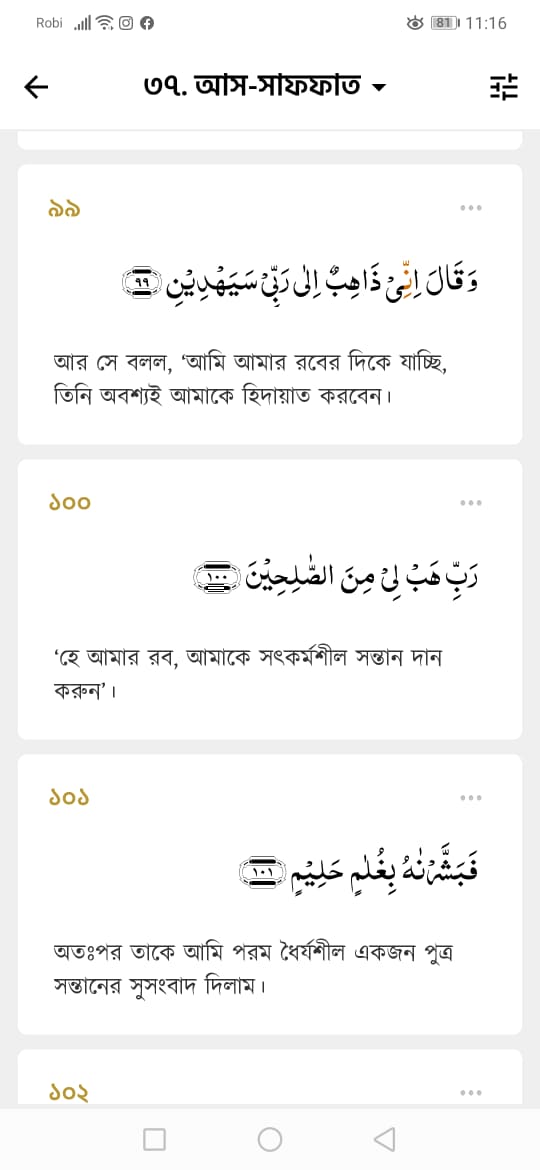 Robi 81 11:16
৩৭. আস-সাফফাত
৯৯
وَقَالَ اِنِّیْ ذَاهِبٌ اِلٰی رَبِّیْ سَیَهْدِیْنِ ﴿۹۹﴾
আর সে বলল, ‘আমি আমার রবের দিকে যাচ্ছি,
তিনি অবশ্যই আমাকে হিদায়াত করবেন।
১০০
رَبِّ هَبْ لِیْ مِنَ الصّٰلِحِیْنَ ﴿۱۰۰﴾
‘হে আমার রব, আমাকে সৎকর্মশীল সন্তান দান
করুন’।
১০১
فَبَشَّرْنٰهُ بِغُلٰمٍ حَلِیْمٍ ﴿۱۰۱﴾
অতঃপর তাকে আমি পরম ধৈর্যশীল একজন পুত্র
সন্তানের সুসংবাদ দিলাম।
১০২